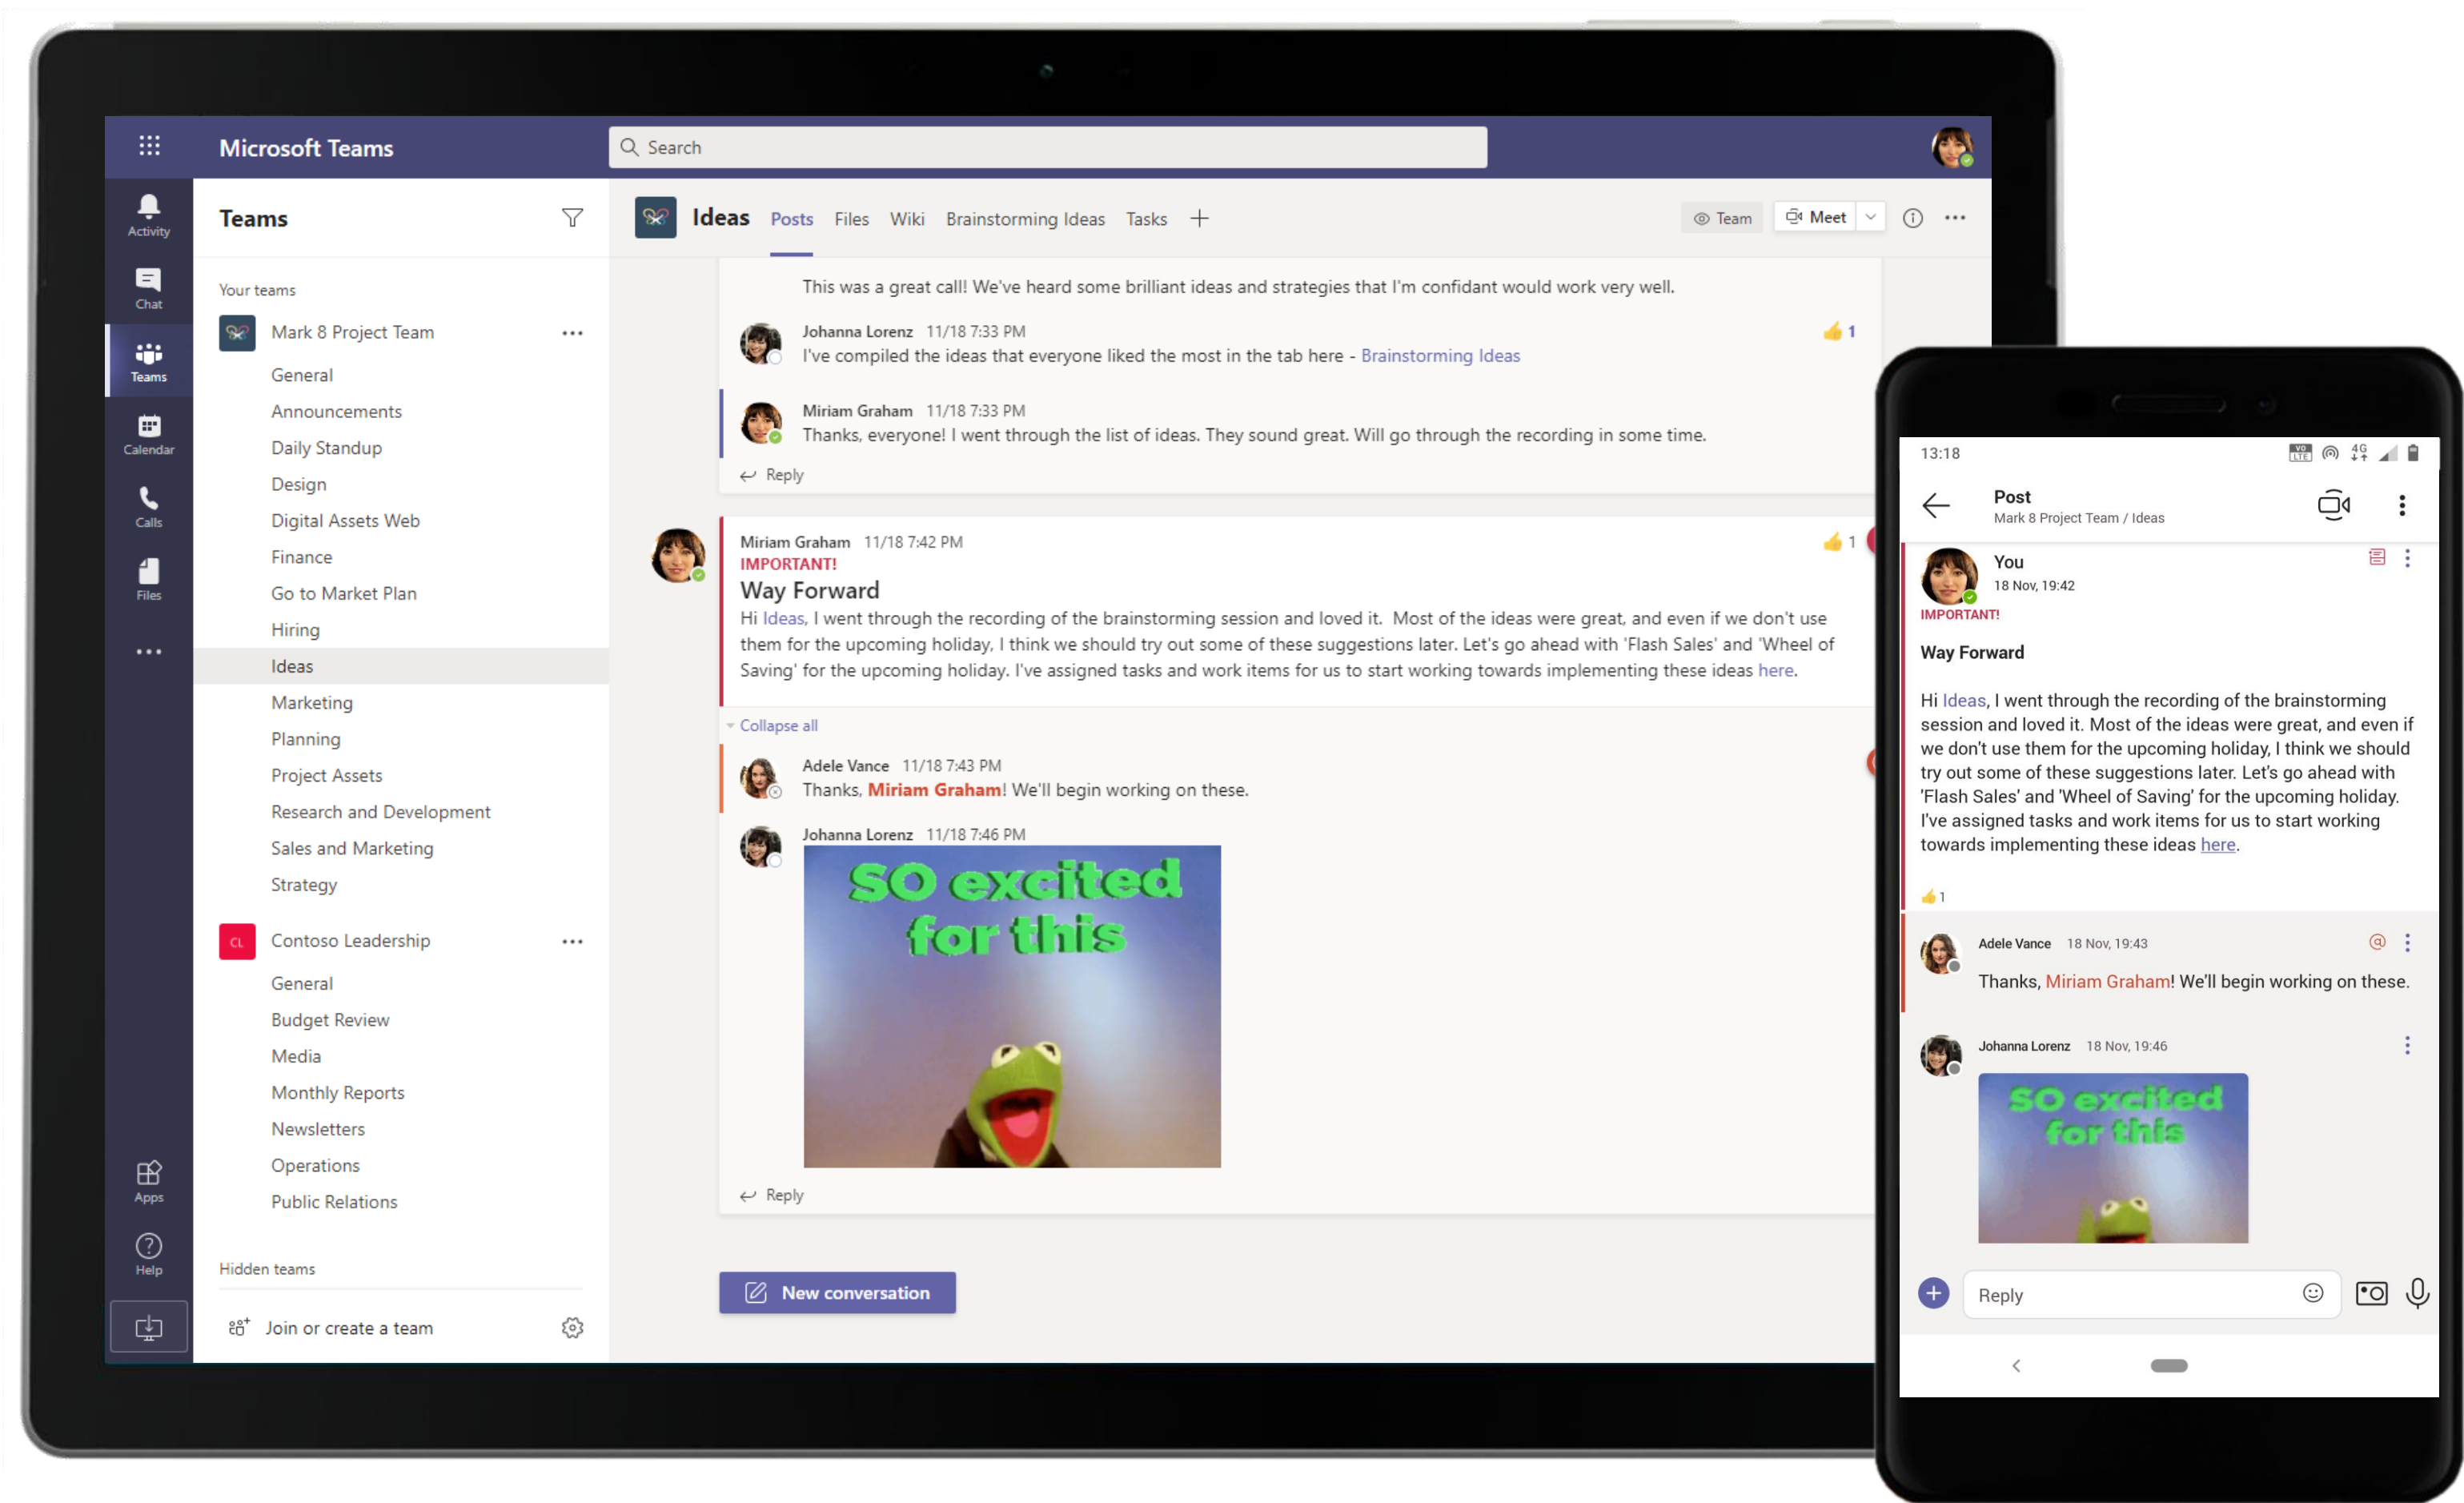 Microsoft Teams
Search
Activity
Chat
Teams
Calendar
Calls
Files
Apps
Help
Teams
Your teams
Mark 8 Project Team
General
Announcements
Daily Standup
Design
Digital Assets Web
Finance
Go to Market Plan
Hiring
Ideas
Marketing
Planning
Project Assets
Research and Development
Sales and Marketing
Strategy
CL Contoso Leadership
General
Budget Review
Media
Monthly Reports
Newsletters
Operations
Public Relations
Hidden teams
Join or create a team
Ideas Posts Files Wiki Brainstorming Ideas Tasks
Team Meet
This was a great call! We've heard some brilliant ideas and strategies that I'm confidant would work very well.
Johanna Lorenz 11/18 7:33 PM 1
I've compiled the ideas that everyone liked the most in the tab here - Brainstorming Ideas
Miriam Graham 11/18 7:33 PM
Thanks, everyone! I went through the list of ideas. They sound great. Will go through the recording in some time.
Reply
Miriam Graham 11/18 7:42 PM 1
IMPORTANT!
Way Forward
Hi Ideas, I went through the recording of the brainstorming session and loved it. Most of the ideas were great, and even if we don't use
them for the upcoming holiday, I think we should try out some of these suggestions later. Let's go ahead with 'Flash Sales' and 'Wheel of
Saving' for the upcoming holiday. I've assigned tasks and work items for us to start working towards implementing these ideas here.
Collapse all
Adele Vance 11/18 7:43 PM
Thanks, Miriam Graham! We'll begin working on these.
Johanna Lorenz 11/18 7:46 PM
SO excited
for this
Reply
New conversation
13:18 VO LTE 4G
Post
Mark 8 Project Team / Ideas
You
18 Nov, 19:42
IMPORTANT!
Way Forward
Hi Ideas, I went through the recording of the brainstorming
session and loved it. Most of the ideas were great, and even if
we don't use them for the upcoming holiday, I think we should
try out some of these suggestions later. Let's go ahead with
'Flash Sales' and 'Wheel of Saving' for the upcoming holiday.
I've assigned tasks and work items for us to start working
towards implementing these ideas here.
1
Adele Vance 18 Nov, 19:43 @
Thanks, Miriam Graham! We'll begin working on these.
Johanna Lorenz 18 Nov, 19:46
SO excited
for this
Reply